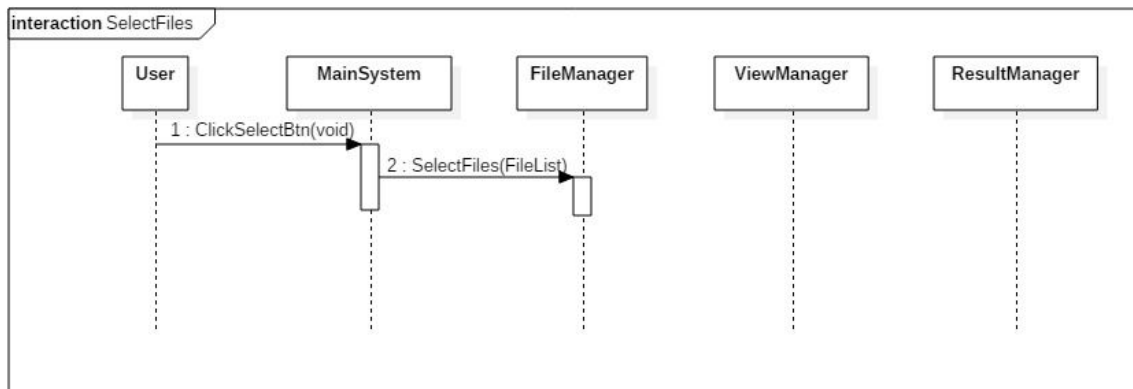 interaction SelectFiles
User
MainSystem
FileManager
ViewManager
ResultManager
1 : ClickSelectBtn(void)
2 : SelectFiles(FileList)